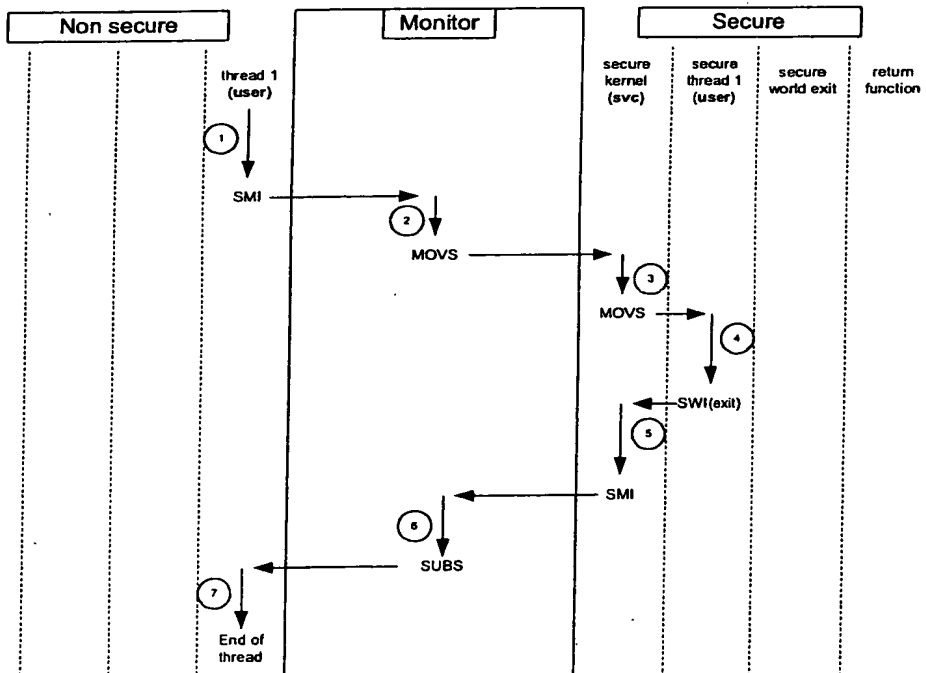 Non secure
Monitor
Secure
thread 1
(user)
secure
kernel
(svc)
secure
thread 1
(user)
secure
world exit
return
function
1
SMI
2
MOVS
3
MOVS
4
SWI(exit)
5
SMI
6
SUBS
7
End of
thread